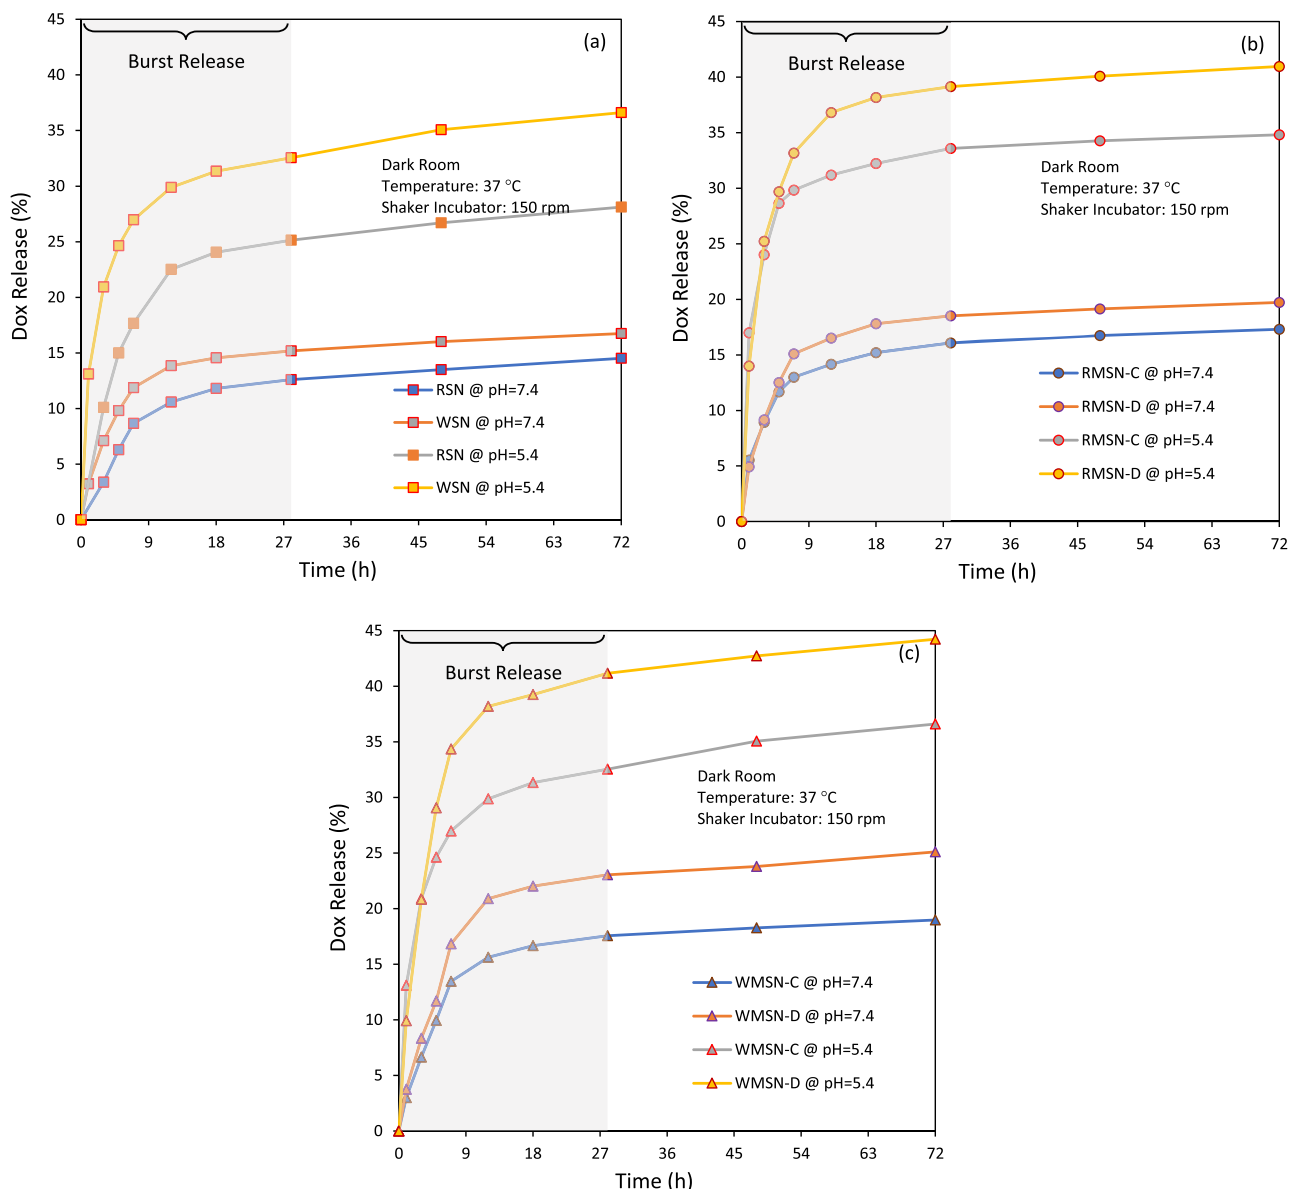 45
40
35
30
25
20
15
10
5
0
Dox Release (%)
Burst Release
(a)
Dark Room
Temperature: 37 °C
Shaker Incubator: 150 rpm
RSN @ pH=7.4
WSN @ pH=7.4
RSN @ pH=5.4
WSN @ pH=5.4
0 9 18 27 36 45 54 63 72
Time (h)
45
40
35
30
25
20
15
10
5
0
Dox Release (%)
Burst Release
(b)
Dark Room
Temperature: 37 °C
Shaker Incubator: 150 rpm
RMSN-C @ pH=7.4
RMSN-D @ pH=7.4
RMSN-C @ pH=5.4
RMSN-D @ pH=5.4
0 9 18 27 36 45 54 63 72
Time (h)
45
40
35
30
25
20
15
10
5
0
Dox Release (%)
Burst Release
(c)
Dark Room
Temperature: 37 °C
Shaker Incubator: 150 rpm
WMSN-C @ pH=7.4
WMSN-D @ pH=7.4
WMSN-C @ pH=5.4
WMSN-D @ pH=5.4
0 9 18 27 36 45 54 63 72
Time (h)